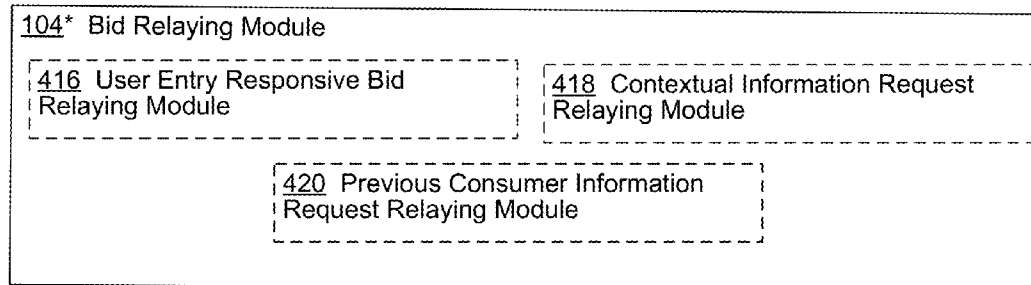 104* Bid Relaying Module
416 User Entry Responsive Bid
Relaying Module
418 Contextual Information Request
Relaying Module
420 Previous Consumer Information
Request Relaying Module